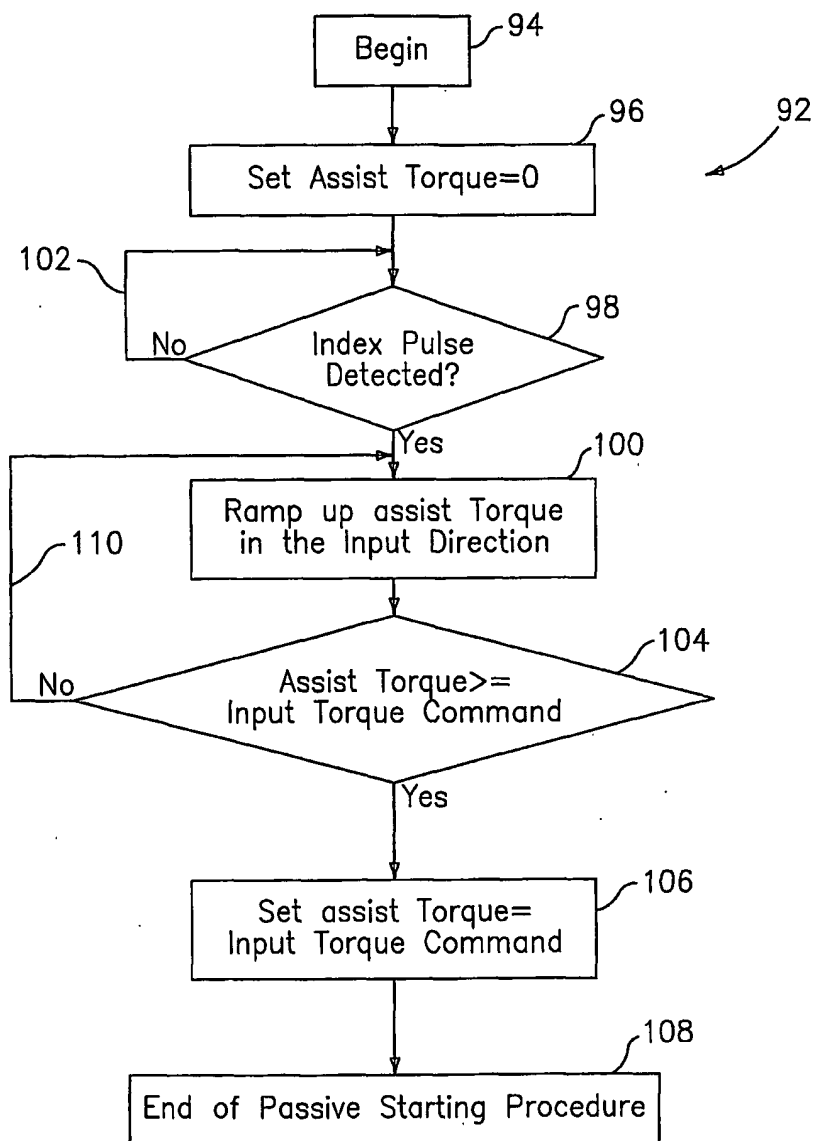 Begin
94
96
92
Set Assist Torque=0
102
98
No
Index Pulse
Detected?
Yes
100
Ramp up assist Torque
in the Input Direction
110
104
No
Assist Torque>=
Input Torque Command
Yes
106
Set assist Torque=
Input Torque Command
108
End of Passive Starting Procedure